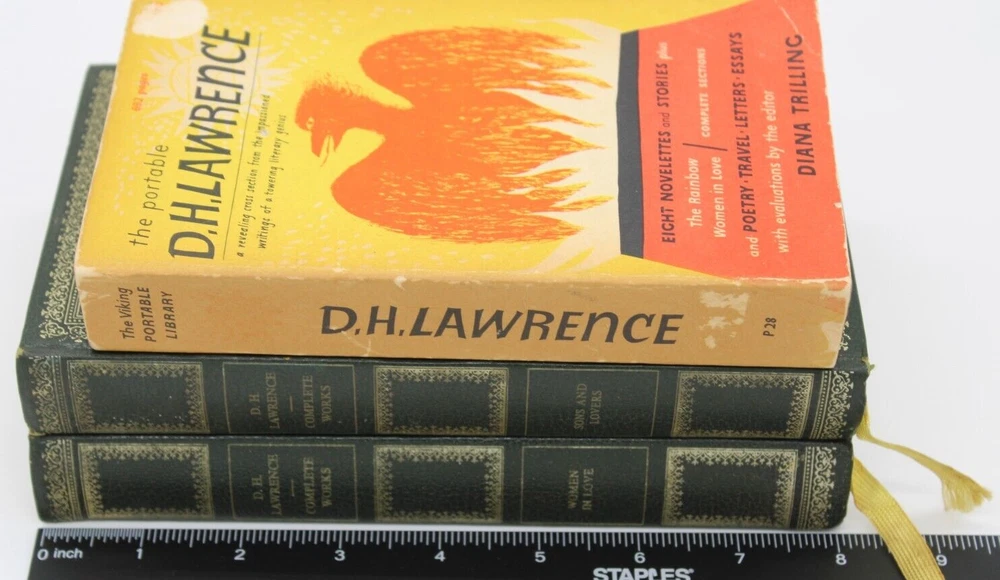 892 pages
the portable
D.H.LAWRENCE
a revealing cross section from the impassioned
writings of a towering literary genius
EIGHT NOVELETTES and STORIES plus
The Rainbow
Women in Love
COMPLETE SECTIONS
and POETRY·TRAVEL·LETTERS·ESSAYS
with evaluations by the editor
DIANA TRILLING
The Viking
PORTABLE
LIBRARY
D.H.LAWRENCE
P 28
D. H.
LAWRENCE
—
COMPLETE
WORKS
SONS AND
LOVERS
D. H.
LAWRENCE
—
COMPLETE
WORKS
WOMEN
IN LOVE
0 inch 1 2 3 4 5 6 7 8 9
STAPLES